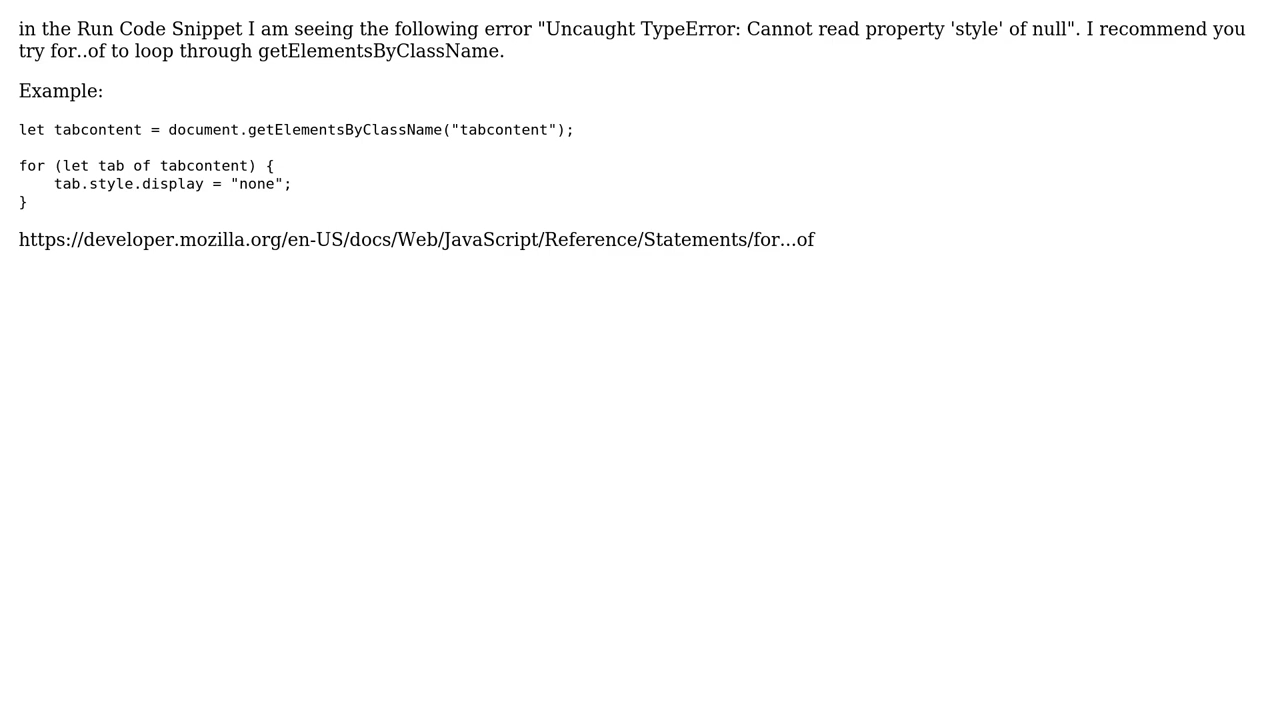 in the Run Code Snippet I am seeing the following error "Uncaught TypeError: Cannot read property 'style' of null". I recommend you
try for..of to loop through getElementsByClassName.
Example:
let tabcontent = document.getElementsByClassName("tabcontent");
for (let tab of tabcontent) {
    tab.style.display = "none";
}
https://developer.mozilla.org/en-US/docs/Web/JavaScript/Reference/Statements/for...of